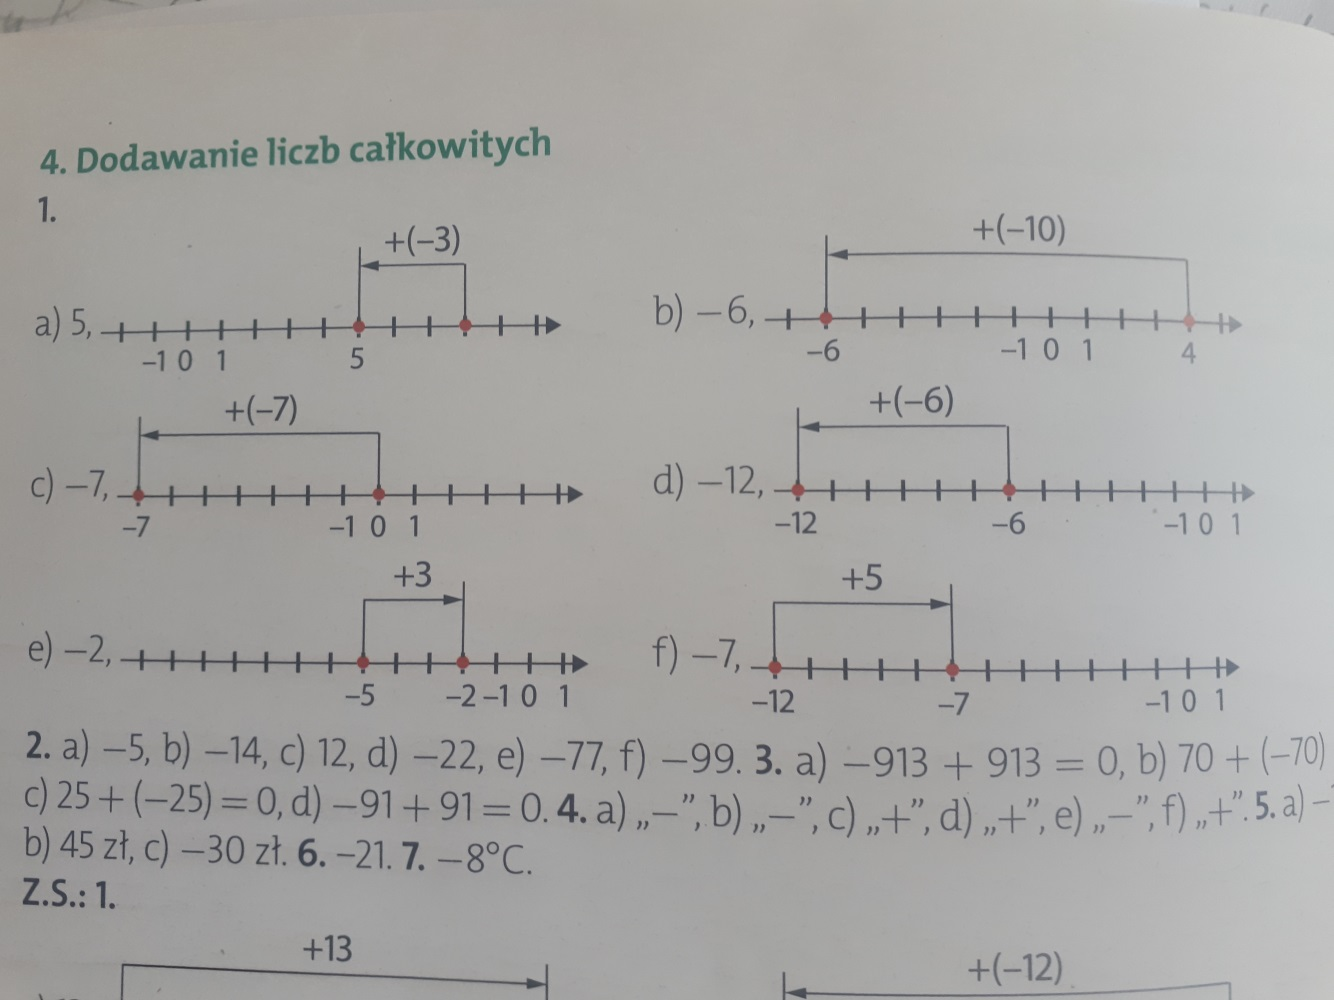 4. Dodawanie liczb całkowitych
1.
+(−3)
a) 5,
−1 0 1 5
+(−10)
b) −6,
−6 −1 0 1 4
+(−7)
c) −7,
−7 −1 0 1
+(−6)
d) −12,
−12 −6 −1 0 1
+3
e) −2,
−5 −2 −1 0 1
+5
f) −7,
−12 −7 −1 0 1
2. a) −5, b) −14, c) 12, d) −22, e) −77, f) −99. 3. a) −913 + 913 = 0, b) 70 + (−70)
c) 25 + (−25) = 0, d) −91 + 91 = 0. 4. a) „−”, b) „−”, c) „+”, d) „+”, e) „−”, f) „+”. 5. a) −
b) 45 zł, c) −30 zł. 6. −21. 7. −8°C.
Z.S.: 1.
+13
+(−12)